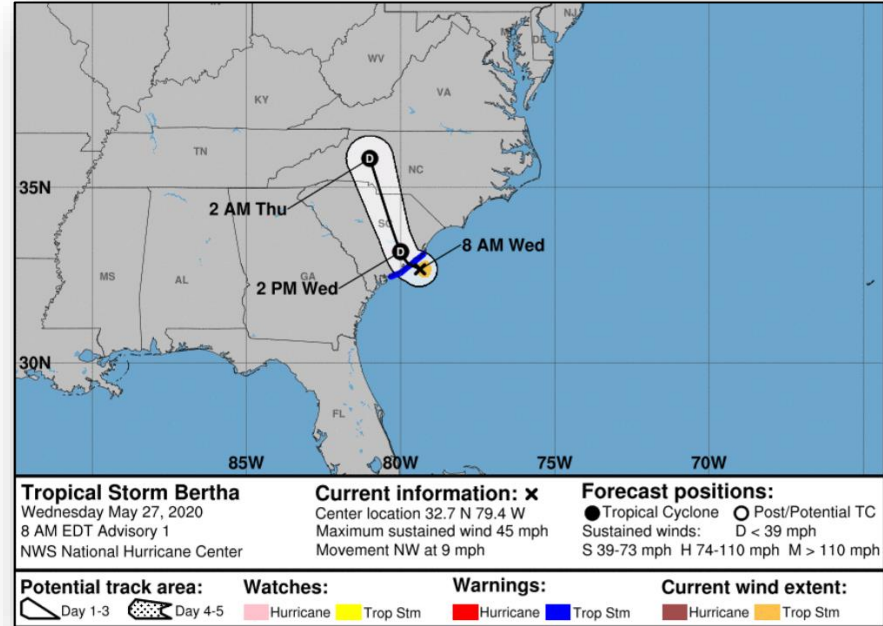 NJ
MD
DE
WV
VA
KY
TN
NC
35N
2 AM Thu
SC
8 AM Wed
MS
AL
GA
2 PM Wed
D
D
30N
FL
85W
80W
75W
70W
Tropical Storm Bertha
Wednesday May 27, 2020
8 AM EDT Advisory 1
NWS National Hurricane Center
Current information: ×
Center location 32.7 N 79.4 W
Maximum sustained wind 45 mph
Movement NW at 9 mph
Forecast positions:
Tropical Cyclone Post/Potential TC
Sustained winds: D < 39 mph
S 39-73 mph H 74-110 mph M > 110 mph
Potential track area:
Day 1-3 Day 4-5
Watches:
Hurricane Trop Stm
Warnings:
Hurricane Trop Stm
Current wind extent:
Hurricane Trop Stm